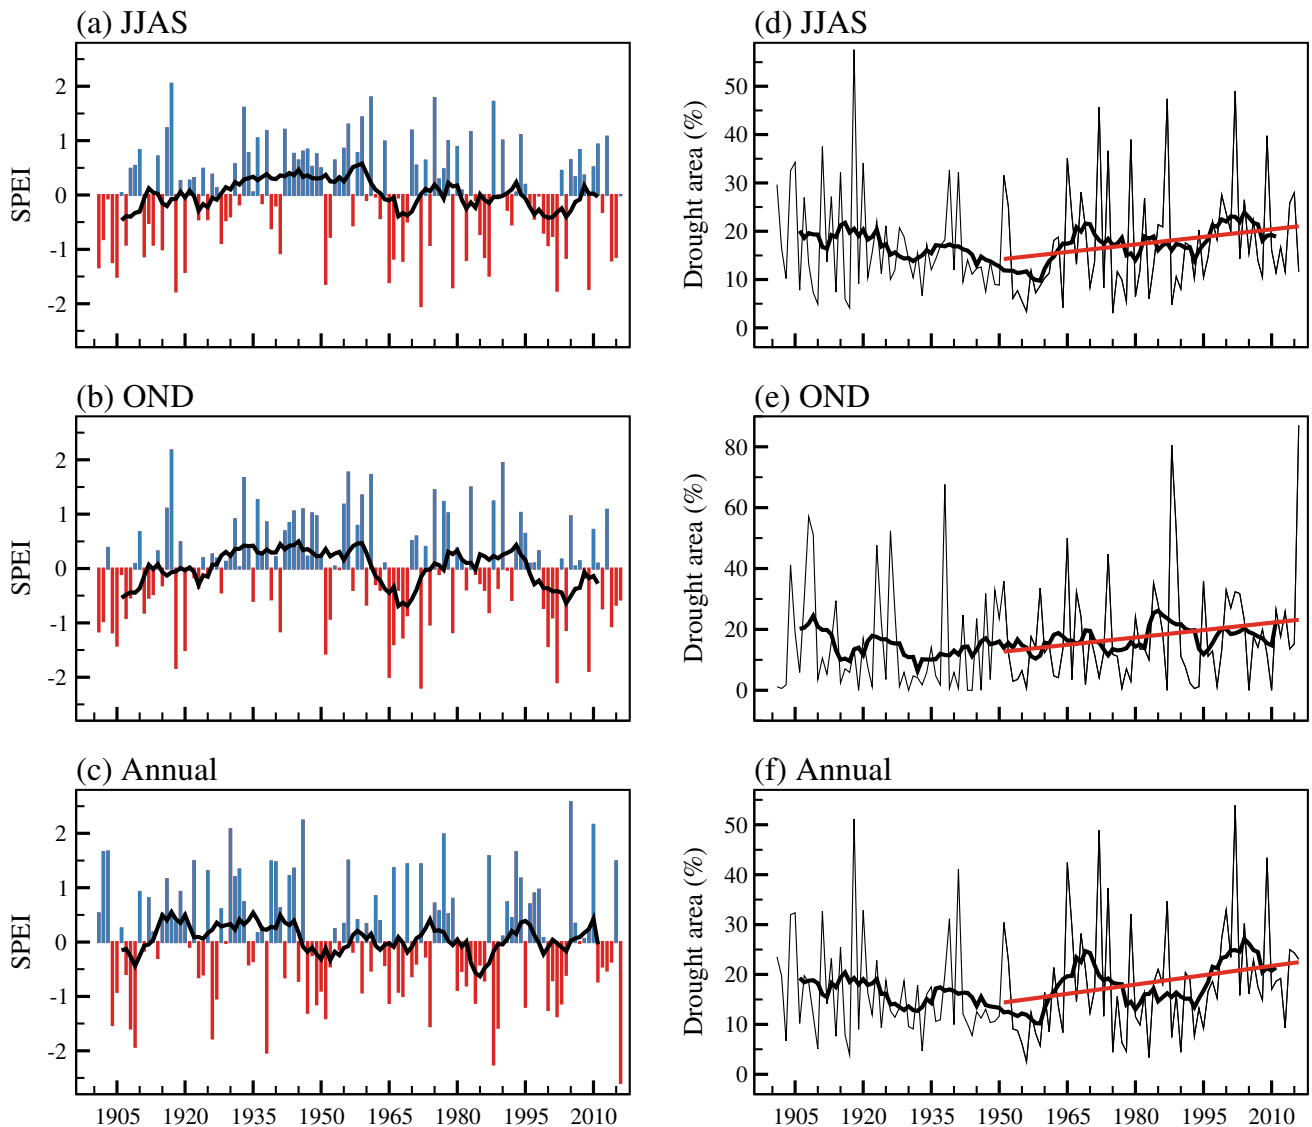 (a) JJAS
SPEI
2
1
0
-1
-2
(d) JJAS
Drought area (%)
50
40
30
20
10
0
(b) OND
SPEI
2
1
0
-1
-2
(e) OND
Drought area (%)
80
60
40
20
0
(c) Annual
SPEI
2
1
0
-1
-2
1905 1920 1935 1950 1965 1980 1995 2010
(f) Annual
Drought area (%)
50
40
30
20
10
0
1905 1920 1935 1950 1965 1980 1995 2010